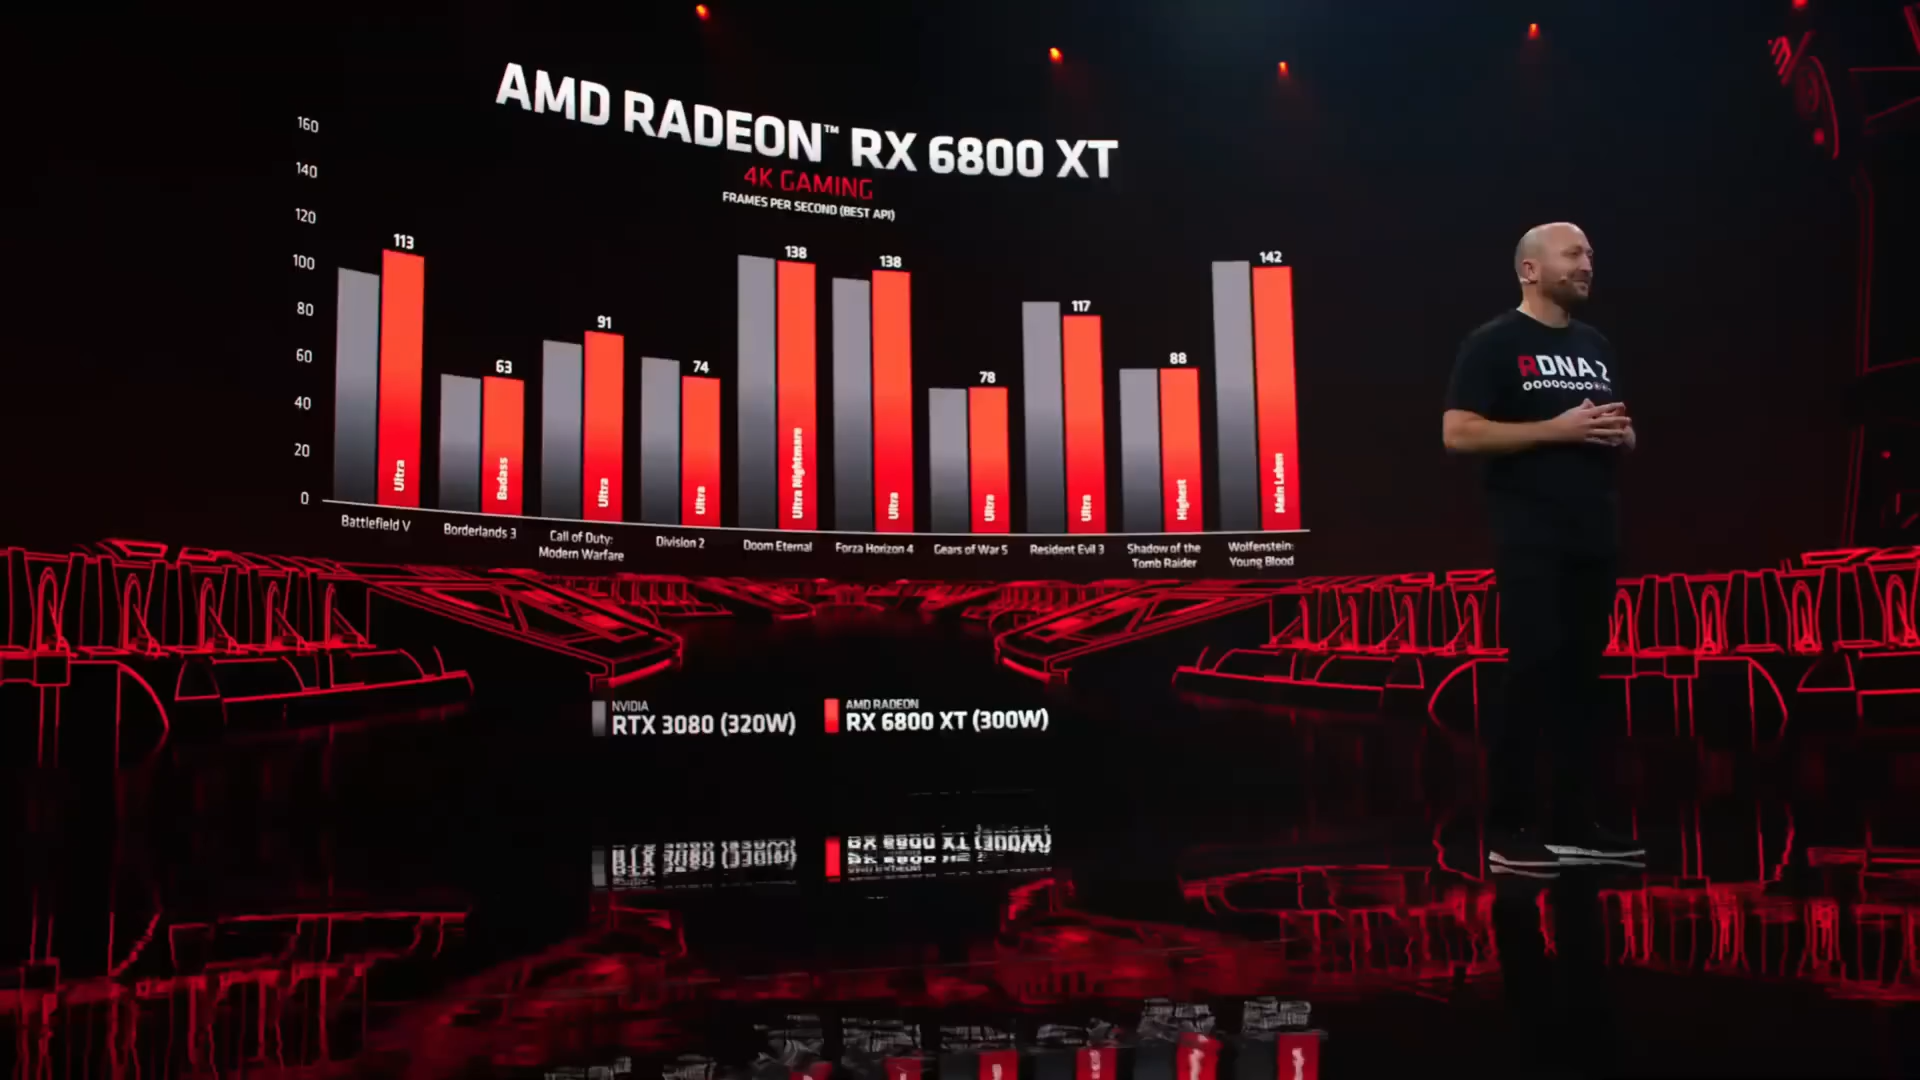 AMD RADEON™ RX 6800 XT
4K GAMING
FRAMES PER SECOND (BEST API)
160
140
120
100
80
60
40
20
0
113
63
91
74
138
138
78
117
88
142
Ultra
Badass
Ultra
Ultra
Ultra Nightmare
Ultra
Ultra
Ultra
Highest
Mein Leben
Battlefield V
Borderlands 3
Call of Duty:
Modern Warfare
Division 2
Doom Eternal
Forza Horizon 4
Gears of War 5
Resident Evil 3
Shadow of the
Tomb Raider
Wolfenstein:
Young Blood
RDNA 2
NVIDIA
RTX 3080 (320W)
AMD RADEON
RX 6800 XT (300W)